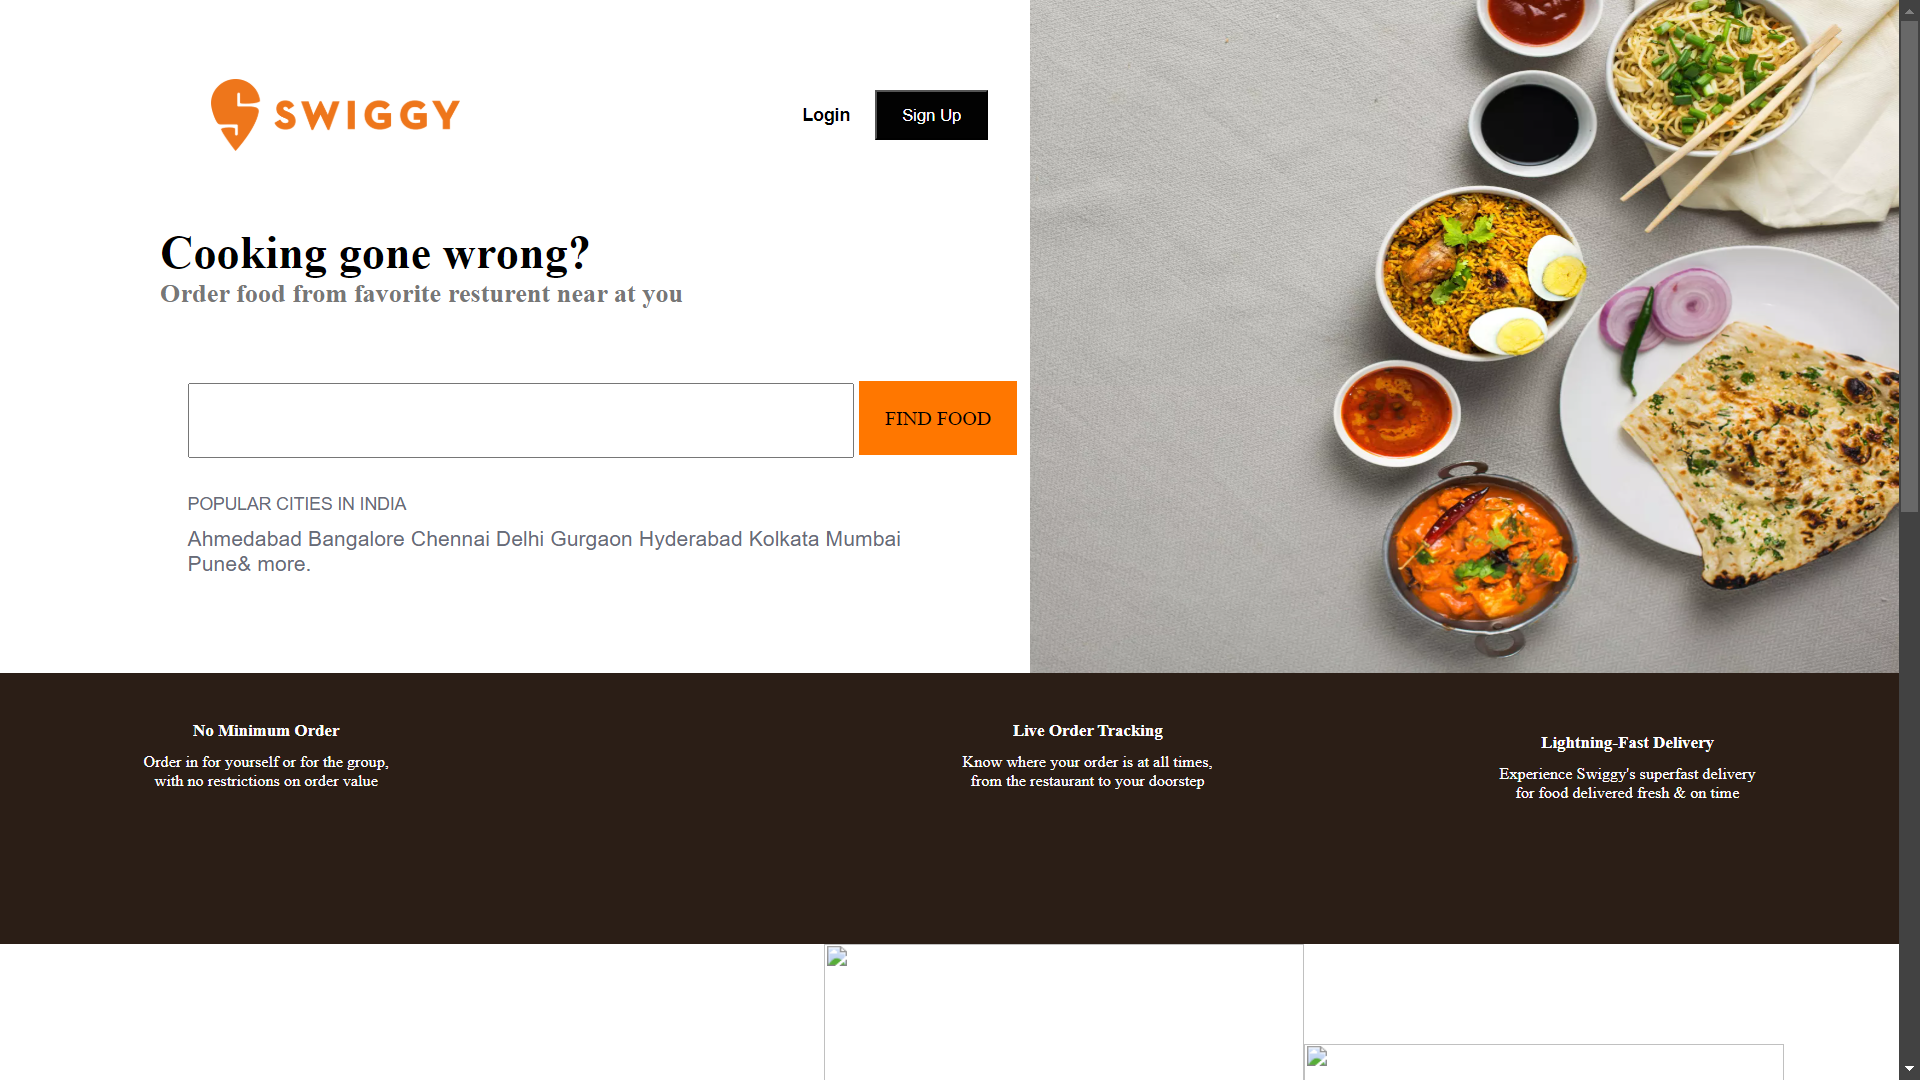 SWIGGY
Login
Sign Up
Cooking gone wrong?
Order food from favorite resturent near at you
FIND FOOD
POPULAR CITIES IN INDIA
Ahmedabad Bangalore Chennai Delhi Gurgaon Hyderabad Kolkata Mumbai
Pune& more.
No Minimum Order
Order in for yourself or for the group,
with no restrictions on order value
Live Order Tracking
Know where your order is at all times,
from the restaurant to your doorstep
Lightning-Fast Delivery
Experience Swiggy's superfast delivery
for food delivered fresh & on time